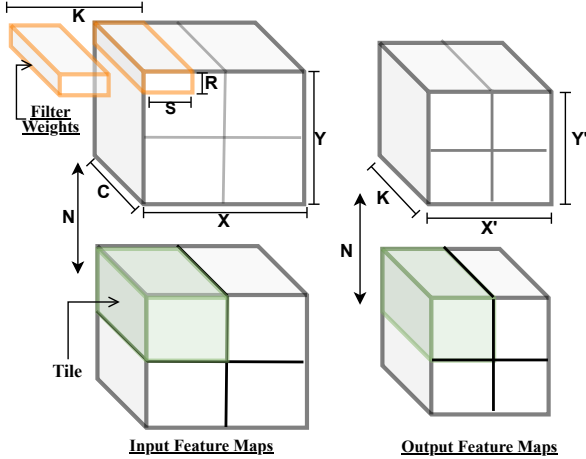 K
R
S
Filter
Weights
Y
Y'
C
K
N
X
X'
N
Tile
Input Feature Maps
Output Feature Maps